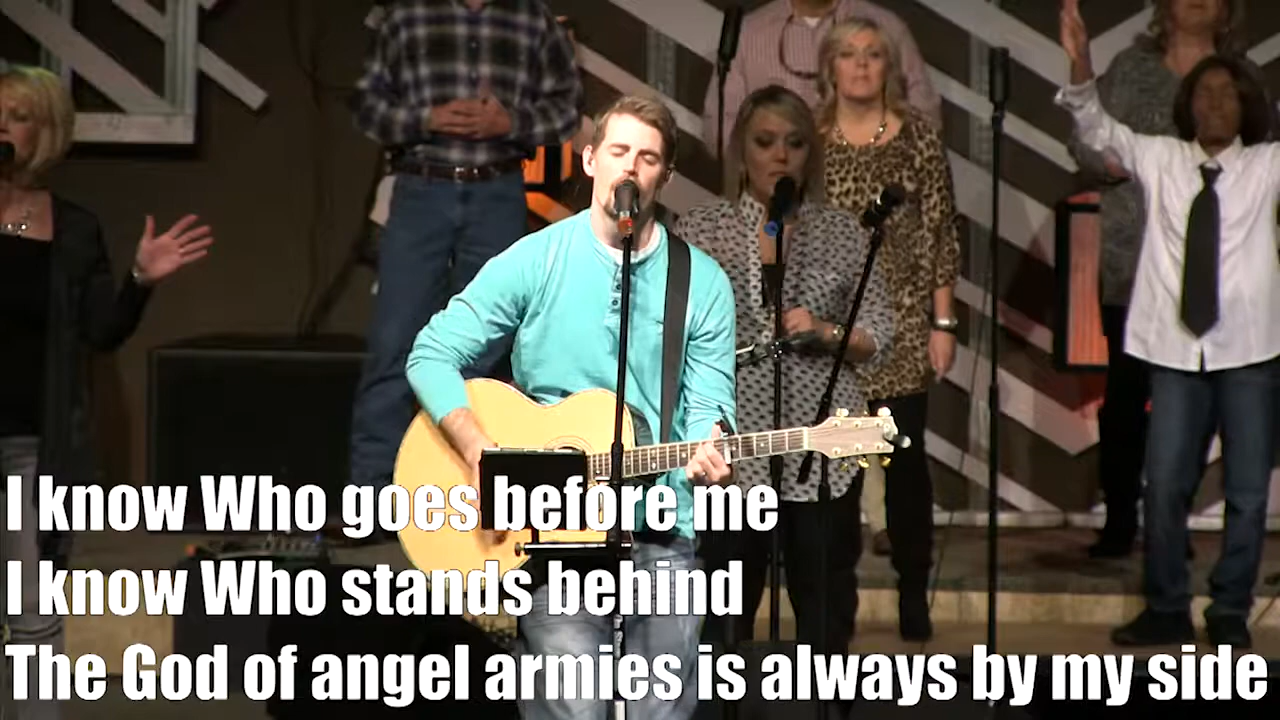 I know Who goes before me
I know Who stands behind
The God of angel armies is always by my side